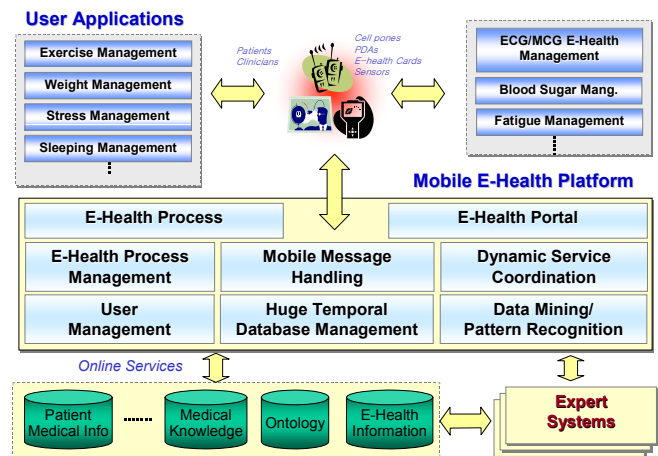 User Applications
Exercise Management
Weight Management
Stress Management
Sleeping Management
Patients
Clinicians
Cell pones
PDAs
E-health Cards
Sensors
ECG/MCG E-Health
Management
Blood Sugar Mang.
Fatigue Management
Mobile E-Health Platform
E-Health Process
E-Health Portal
E-Health Process
Management
Mobile Message
Handling
Dynamic Service
Coordination
User
Management
Huge Temporal
Database Management
Data Mining/
Pattern Recognition
Online Services
Patient
Medical Info
Medical
Knowledge
Ontology
E-Health
Information
Expert
Systems